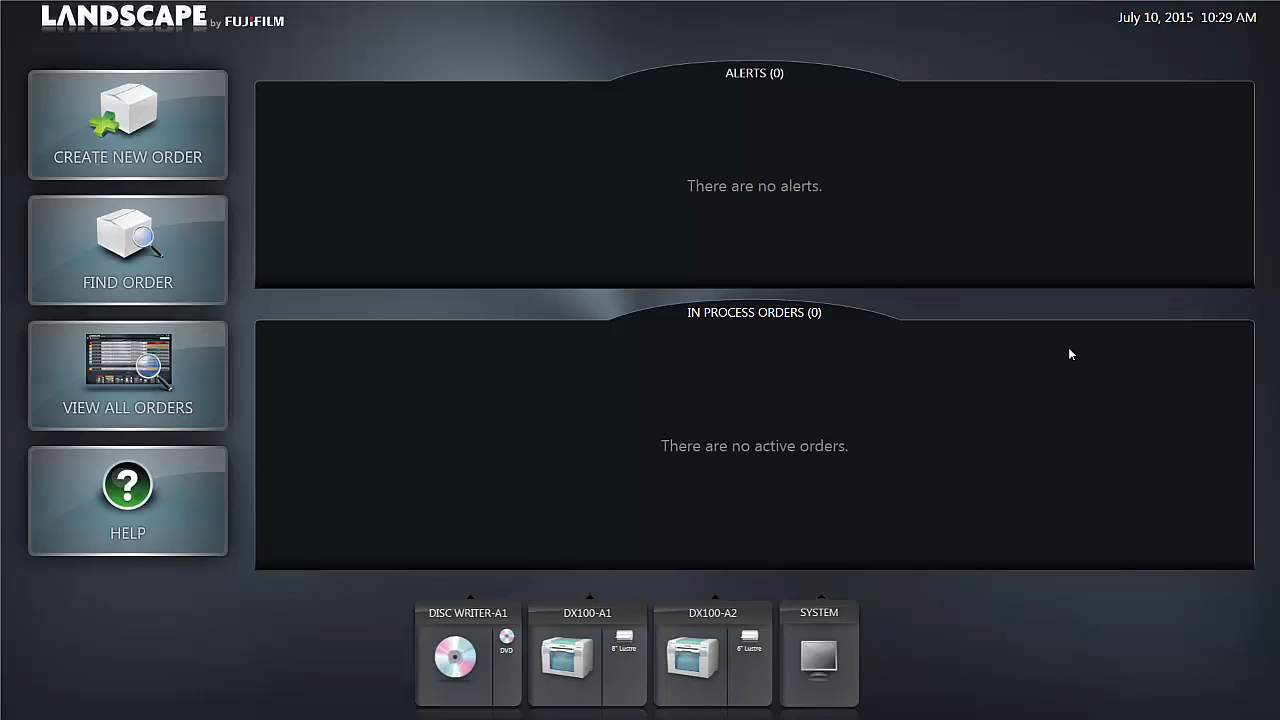 LANDSCAPE by FUJIFILM
July 10, 2015 10:29 AM
CREATE NEW ORDER
FIND ORDER
VIEW ALL ORDERS
?
HELP
ALERTS (0)
There are no alerts.
IN PROCESS ORDERS (0)
There are no active orders.
DISC WRITER-A1
DVD
DX100-A1
8" Lustre
DX100-A2
6" Lustre
SYSTEM